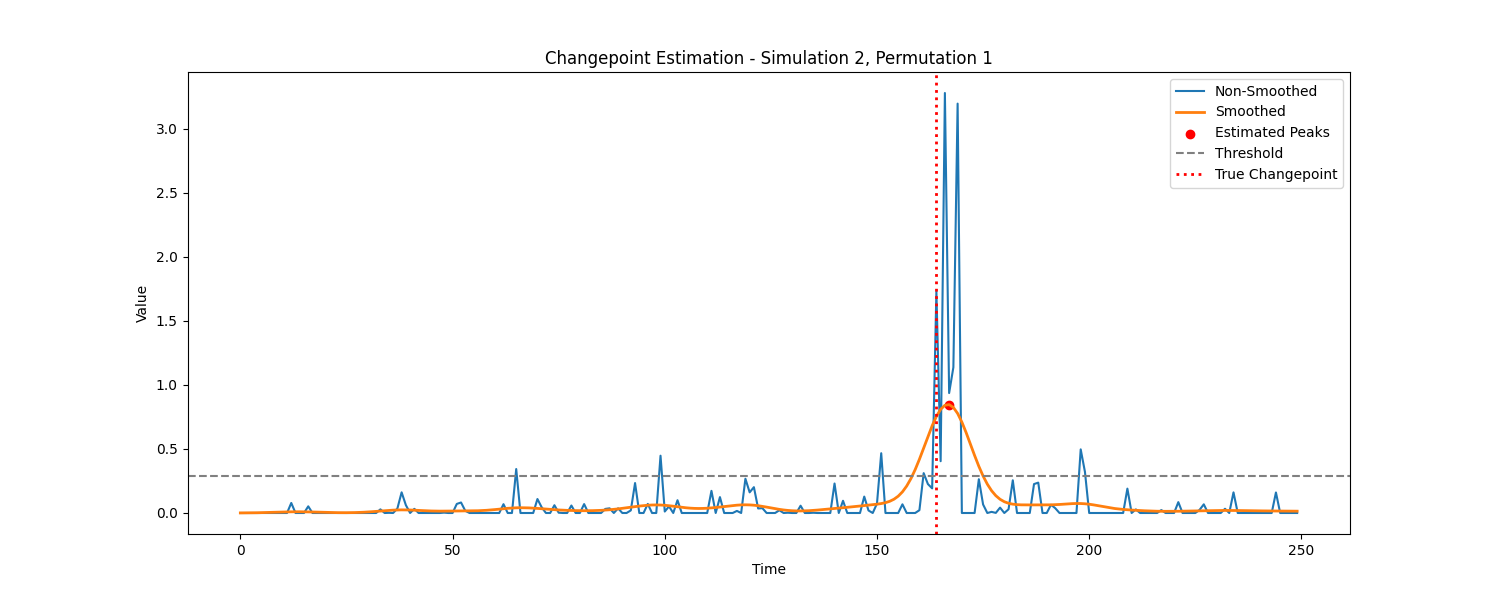 Changepoint Estimation - Simulation 2, Permutation 1
Non-Smoothed
Smoothed
Estimated Peaks
Threshold
True Changepoint
Value
3.0
2.5
2.0
1.5
1.0
0.5
0.0
0
50
100
150
200
250
Time